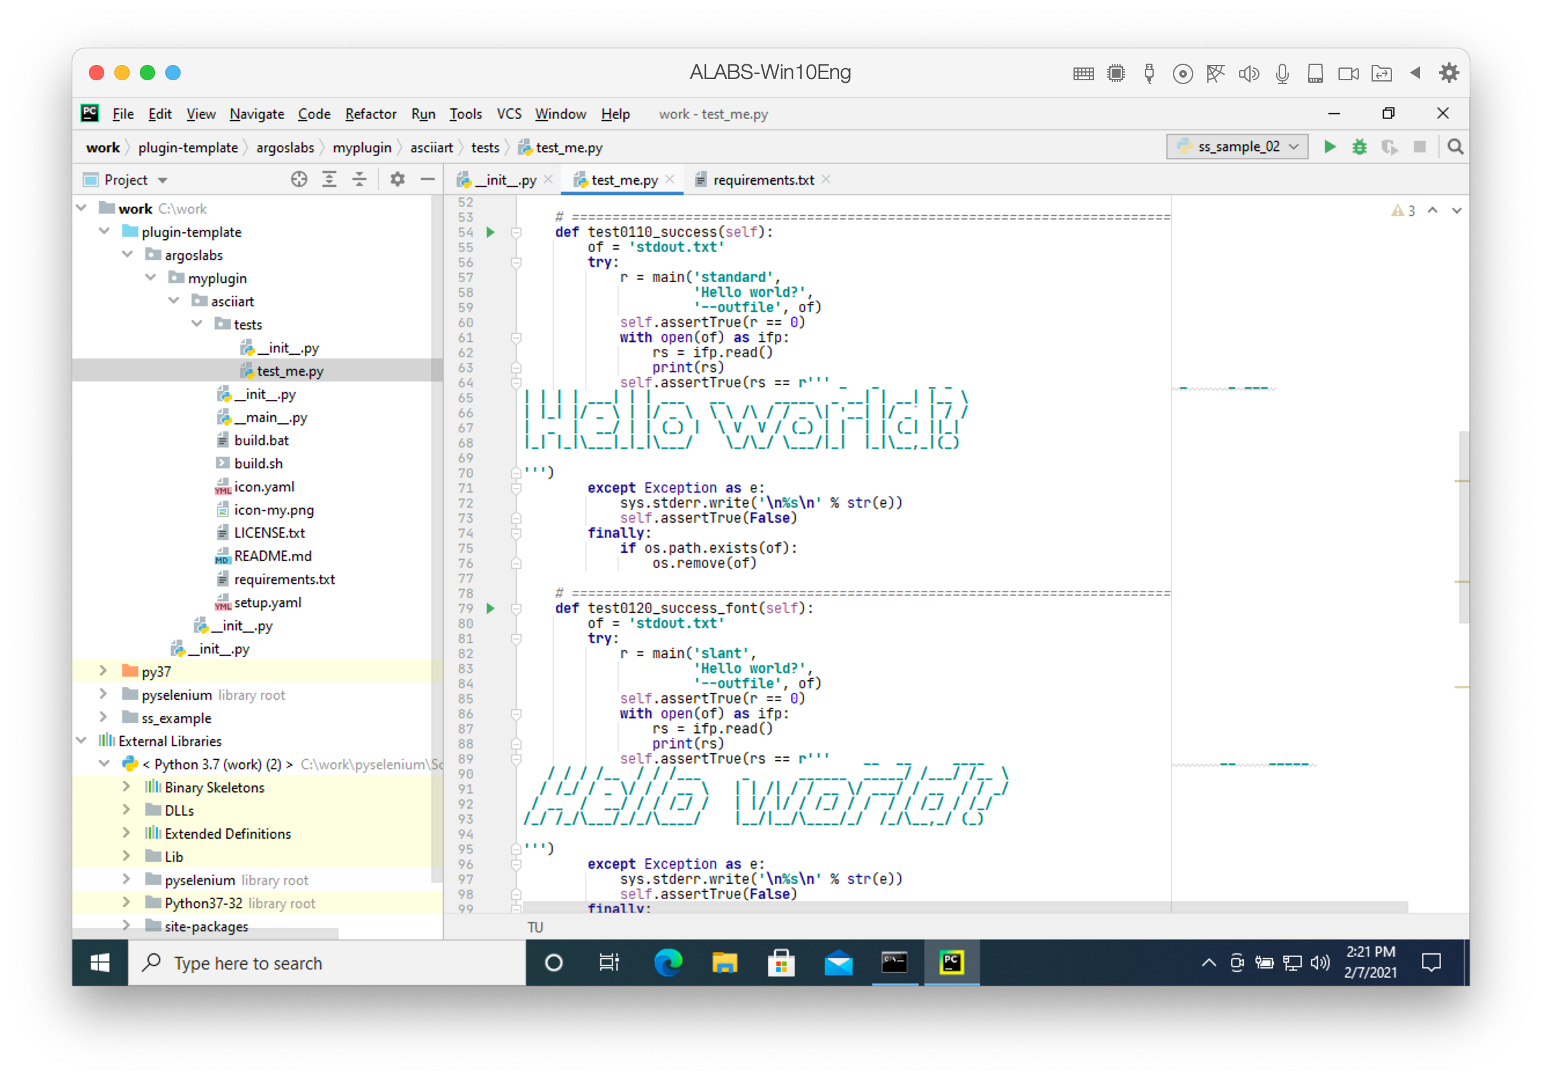 ALABS-Win10Eng
File Edit View Navigate Code Refactor Run Tools VCS Window Help work - test_me.py
work plugin-template argoslabs myplugin asciiart tests test_me.py ss_sample_02
Project
__init__.py test_me.py requirements.txt
work C:\work
plugin-template
argoslabs
myplugin
asciiart
tests
__init__.py
test_me.py
__init__.py
__main__.py
build.bat
build.sh
icon.yaml
icon-my.png
LICENSE.txt
README.md
requirements.txt
setup.yaml
__init__.py
__init__.py
py37
pyselenium library root
ss_example
External Libraries
< Python 3.7 (work) (2) > C:\work\pyselenium\Sc
Binary Skeletons
DLLs
Extended Definitions
Lib
pyselenium library root
Python37-32 library root
site-packages
3
52
53 # ==========================================================================
54 def test0110_success(self):
55 of = 'stdout.txt'
56 try:
57 r = main('standard',
58 'Hello world?',
59 '--outfile', of)
60 self.assertTrue(r == 0)
61 with open(of) as ifp:
62 rs = ifp.read()
63 print(rs)
64 self.assertTrue(rs == r'''
65
66
67 Hello world?
68
69
70 ''')
71 except Exception as e:
72 sys.stderr.write('\n%s\n' % str(e))
73 self.assertTrue(False)
74 finally:
75 if os.path.exists(of):
76 os.remove(of)
77
78 # ==========================================================================
79 def test0120_success_font(self):
80 of = 'stdout.txt'
81 try:
82 r = main('slant',
83 'Hello world?',
84 '--outfile', of)
85 self.assertTrue(r == 0)
86 with open(of) as ifp:
87 rs = ifp.read()
88 print(rs)
89 self.assertTrue(rs == r'''
90
91
92 Hello world?
93
94
95 ''')
96 except Exception as e:
97 sys.stderr.write('\n%s\n' % str(e))
98 self.assertTrue(False)
99 finally:
TU
Type here to search
2:21 PM
2/7/2021